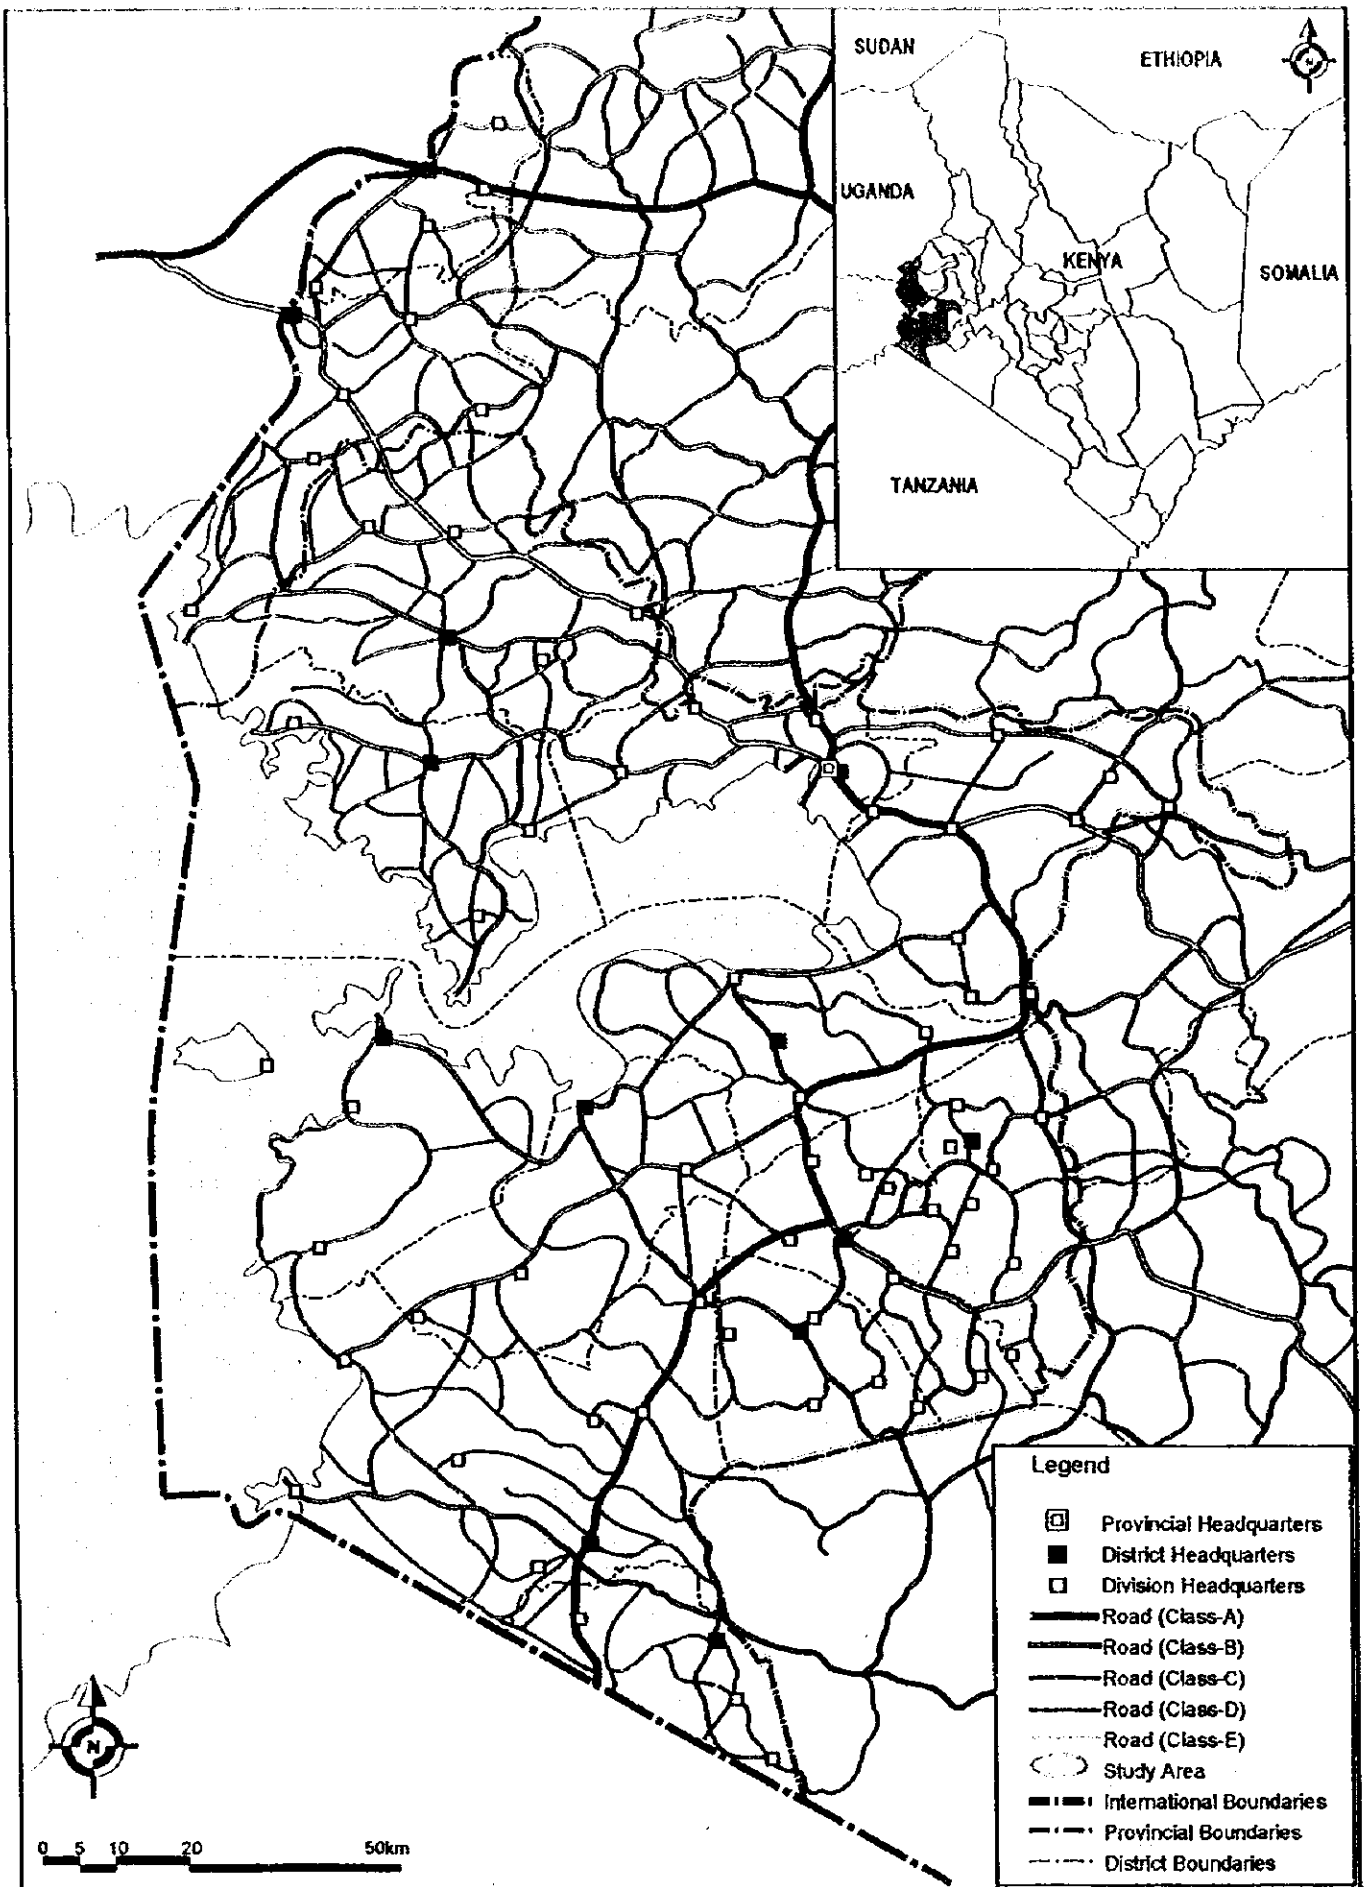 SUDAN
ETHIOPIA
N
UGANDA
KENYA
SOMALIA
TANZANIA
Legend
Provincial Headquarters
District Headquarters
Division Headquarters
Road (Class-A)
Road (Class-B)
Road (Class-C)
Road (Class-D)
Road (Class-E)
Study Area
International Boundaries
Provincial Boundaries
District Boundaries
N
0 5 10 20 50km